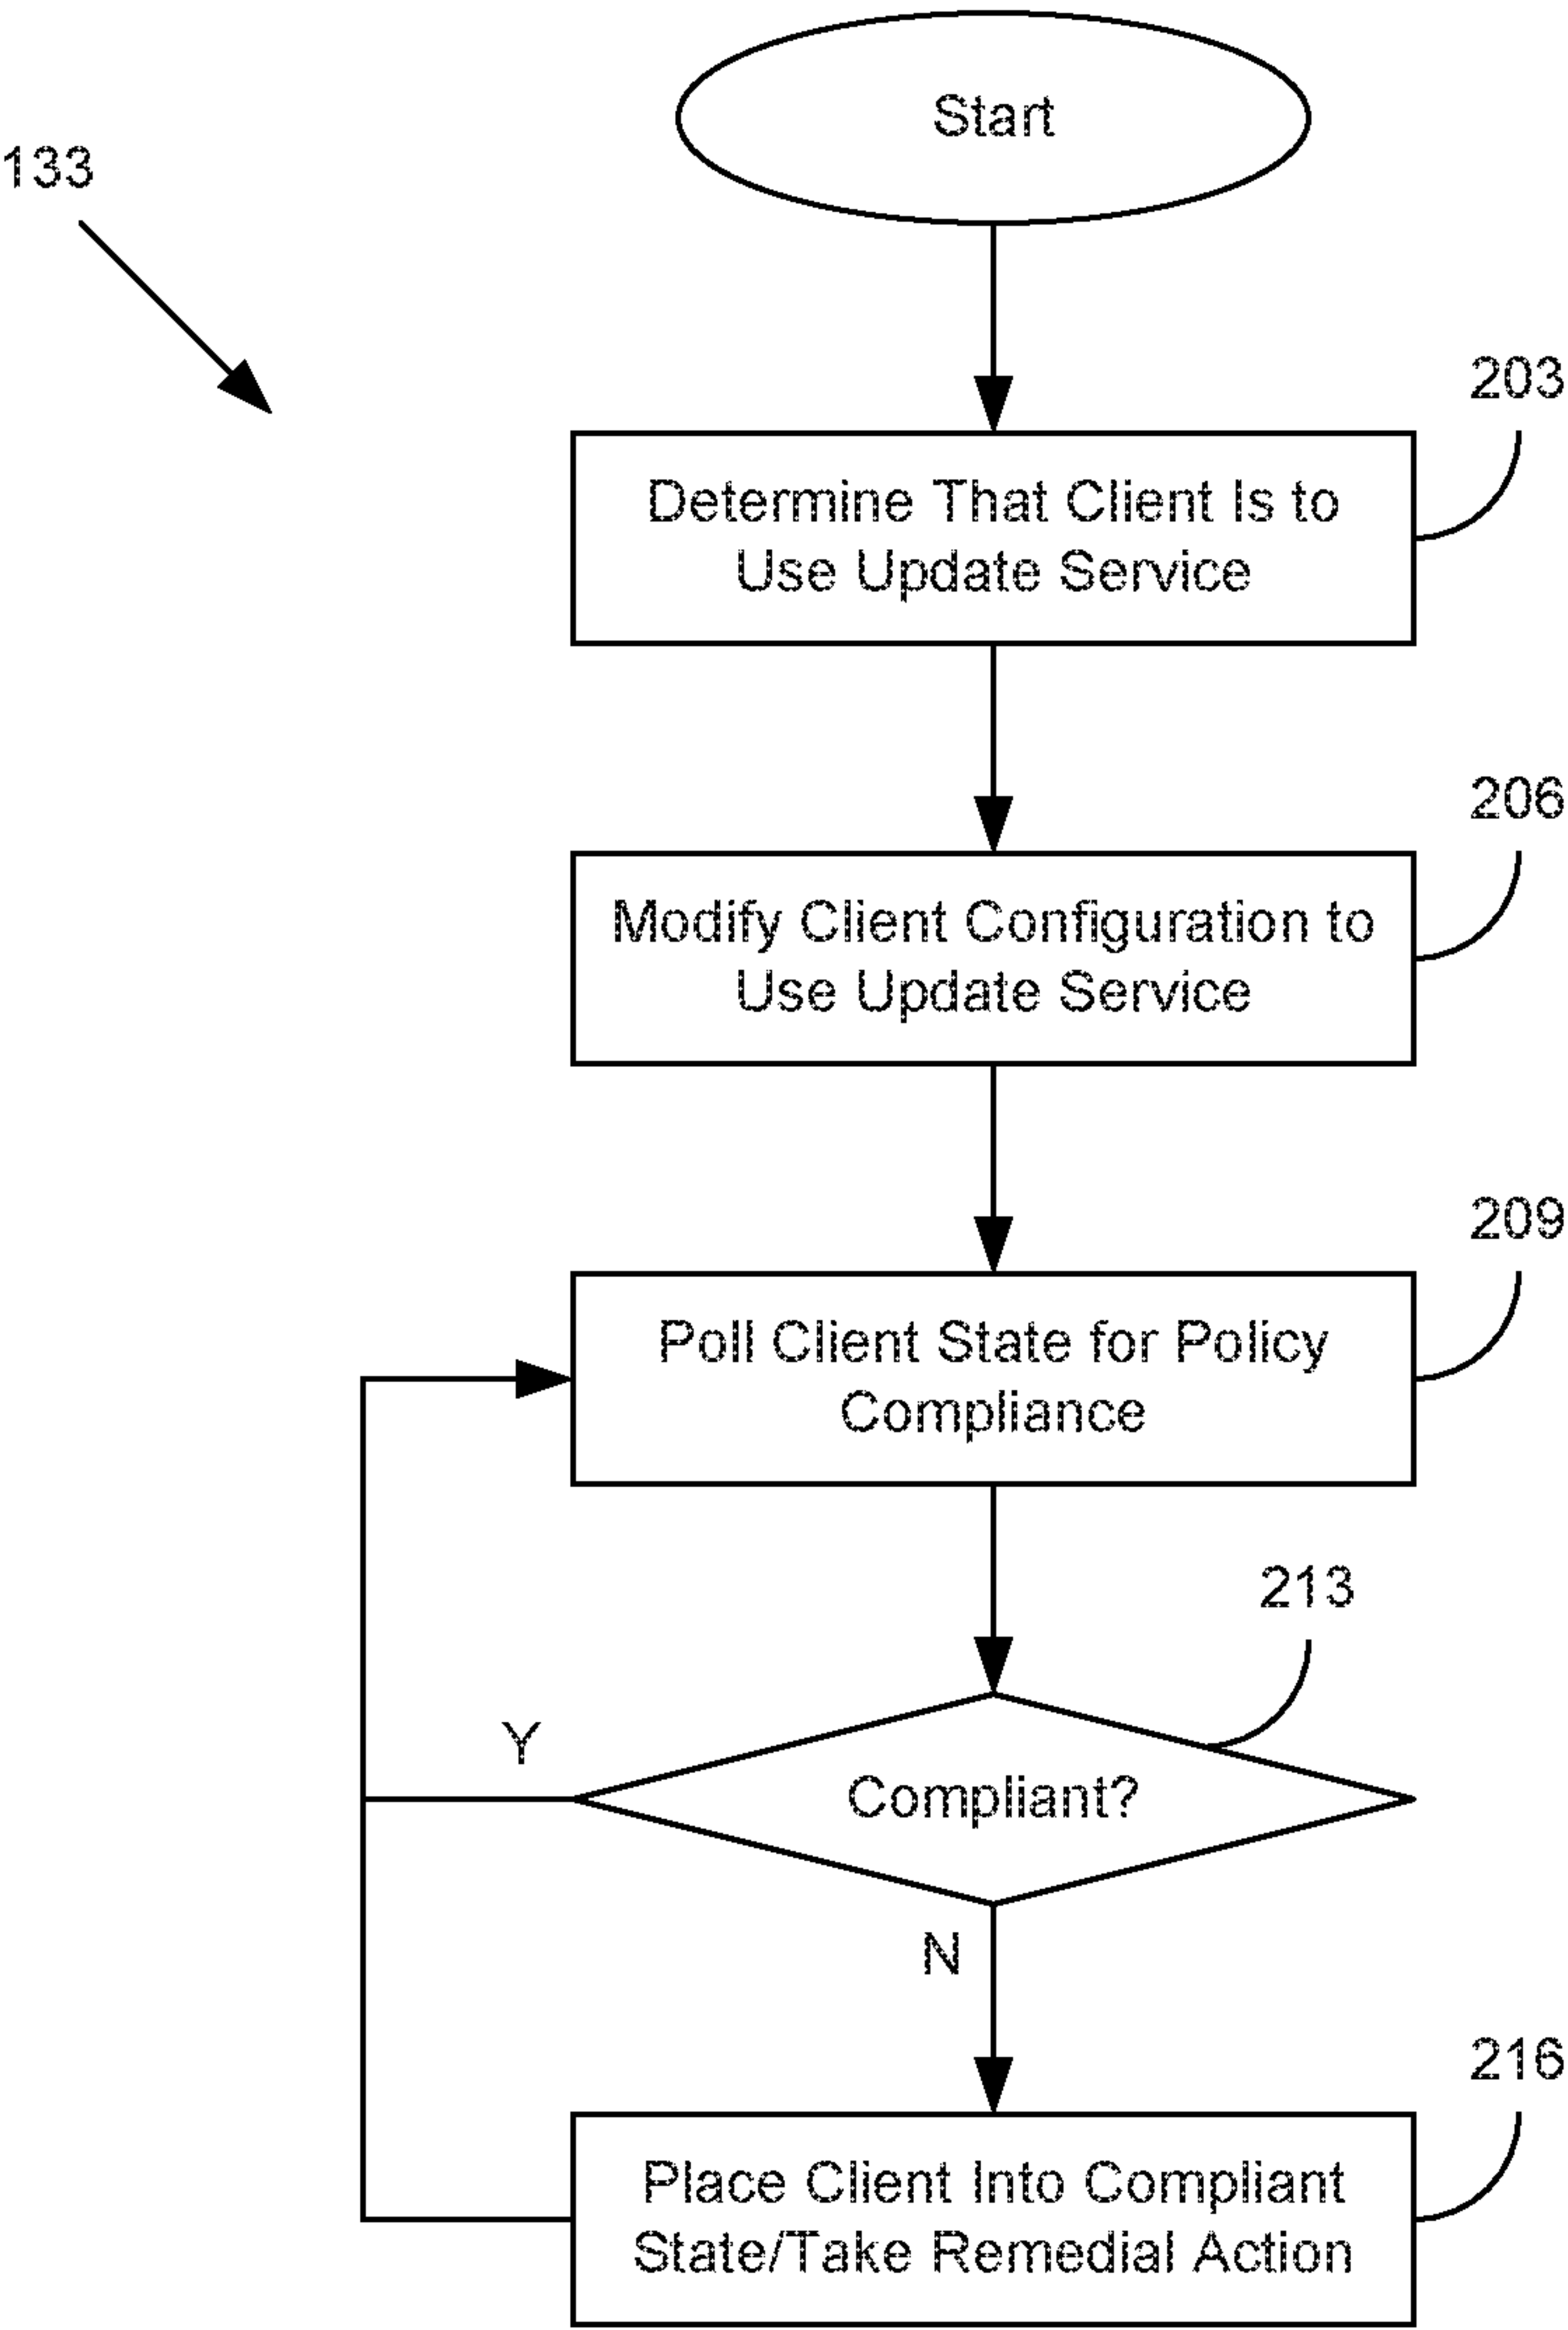 Start
133
203
Determine That Client Is to
Use Update Service
206
Modify Client Configuration to
Use Update Service
209
Poll Client State for Policy
Compliance
213
Y
Compliant?
N
216
Place Client Into Compliant
State/Take Remedial Action